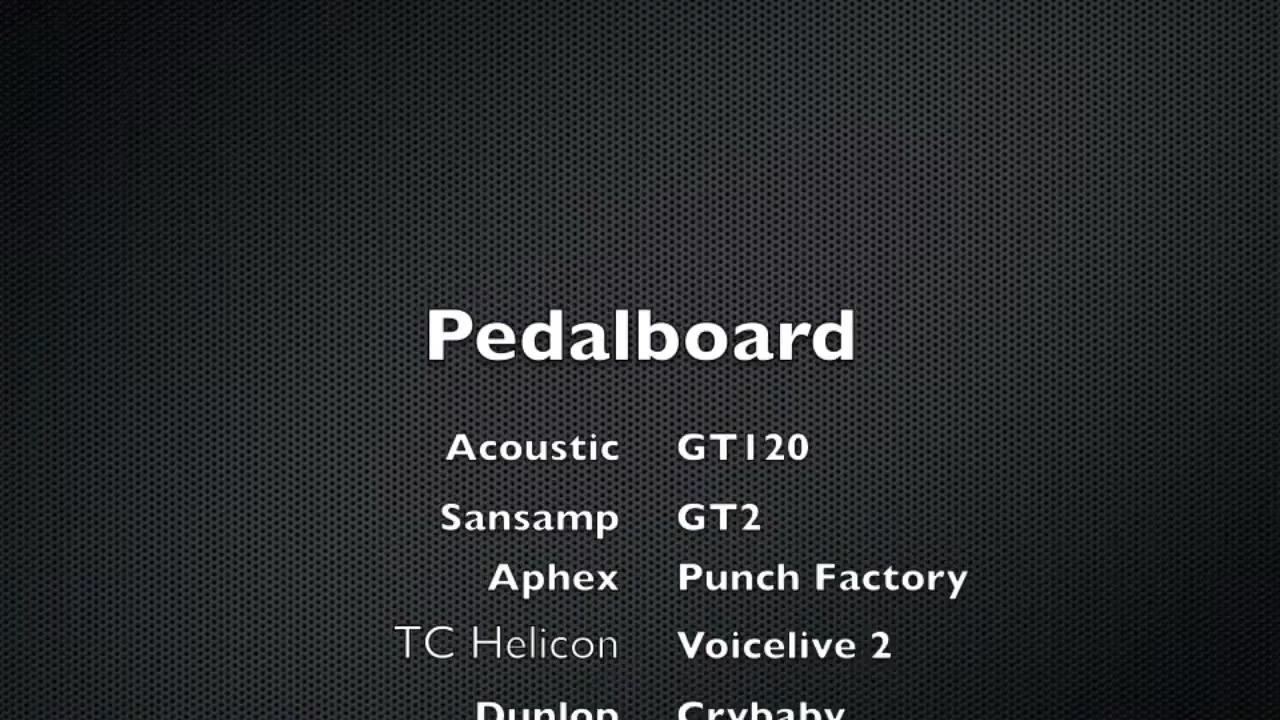 Pedalboard
Acoustic GT120
Sansamp GT2
Aphex Punch Factory
TC Helicon Voicelive 2
Dunlop Crybaby